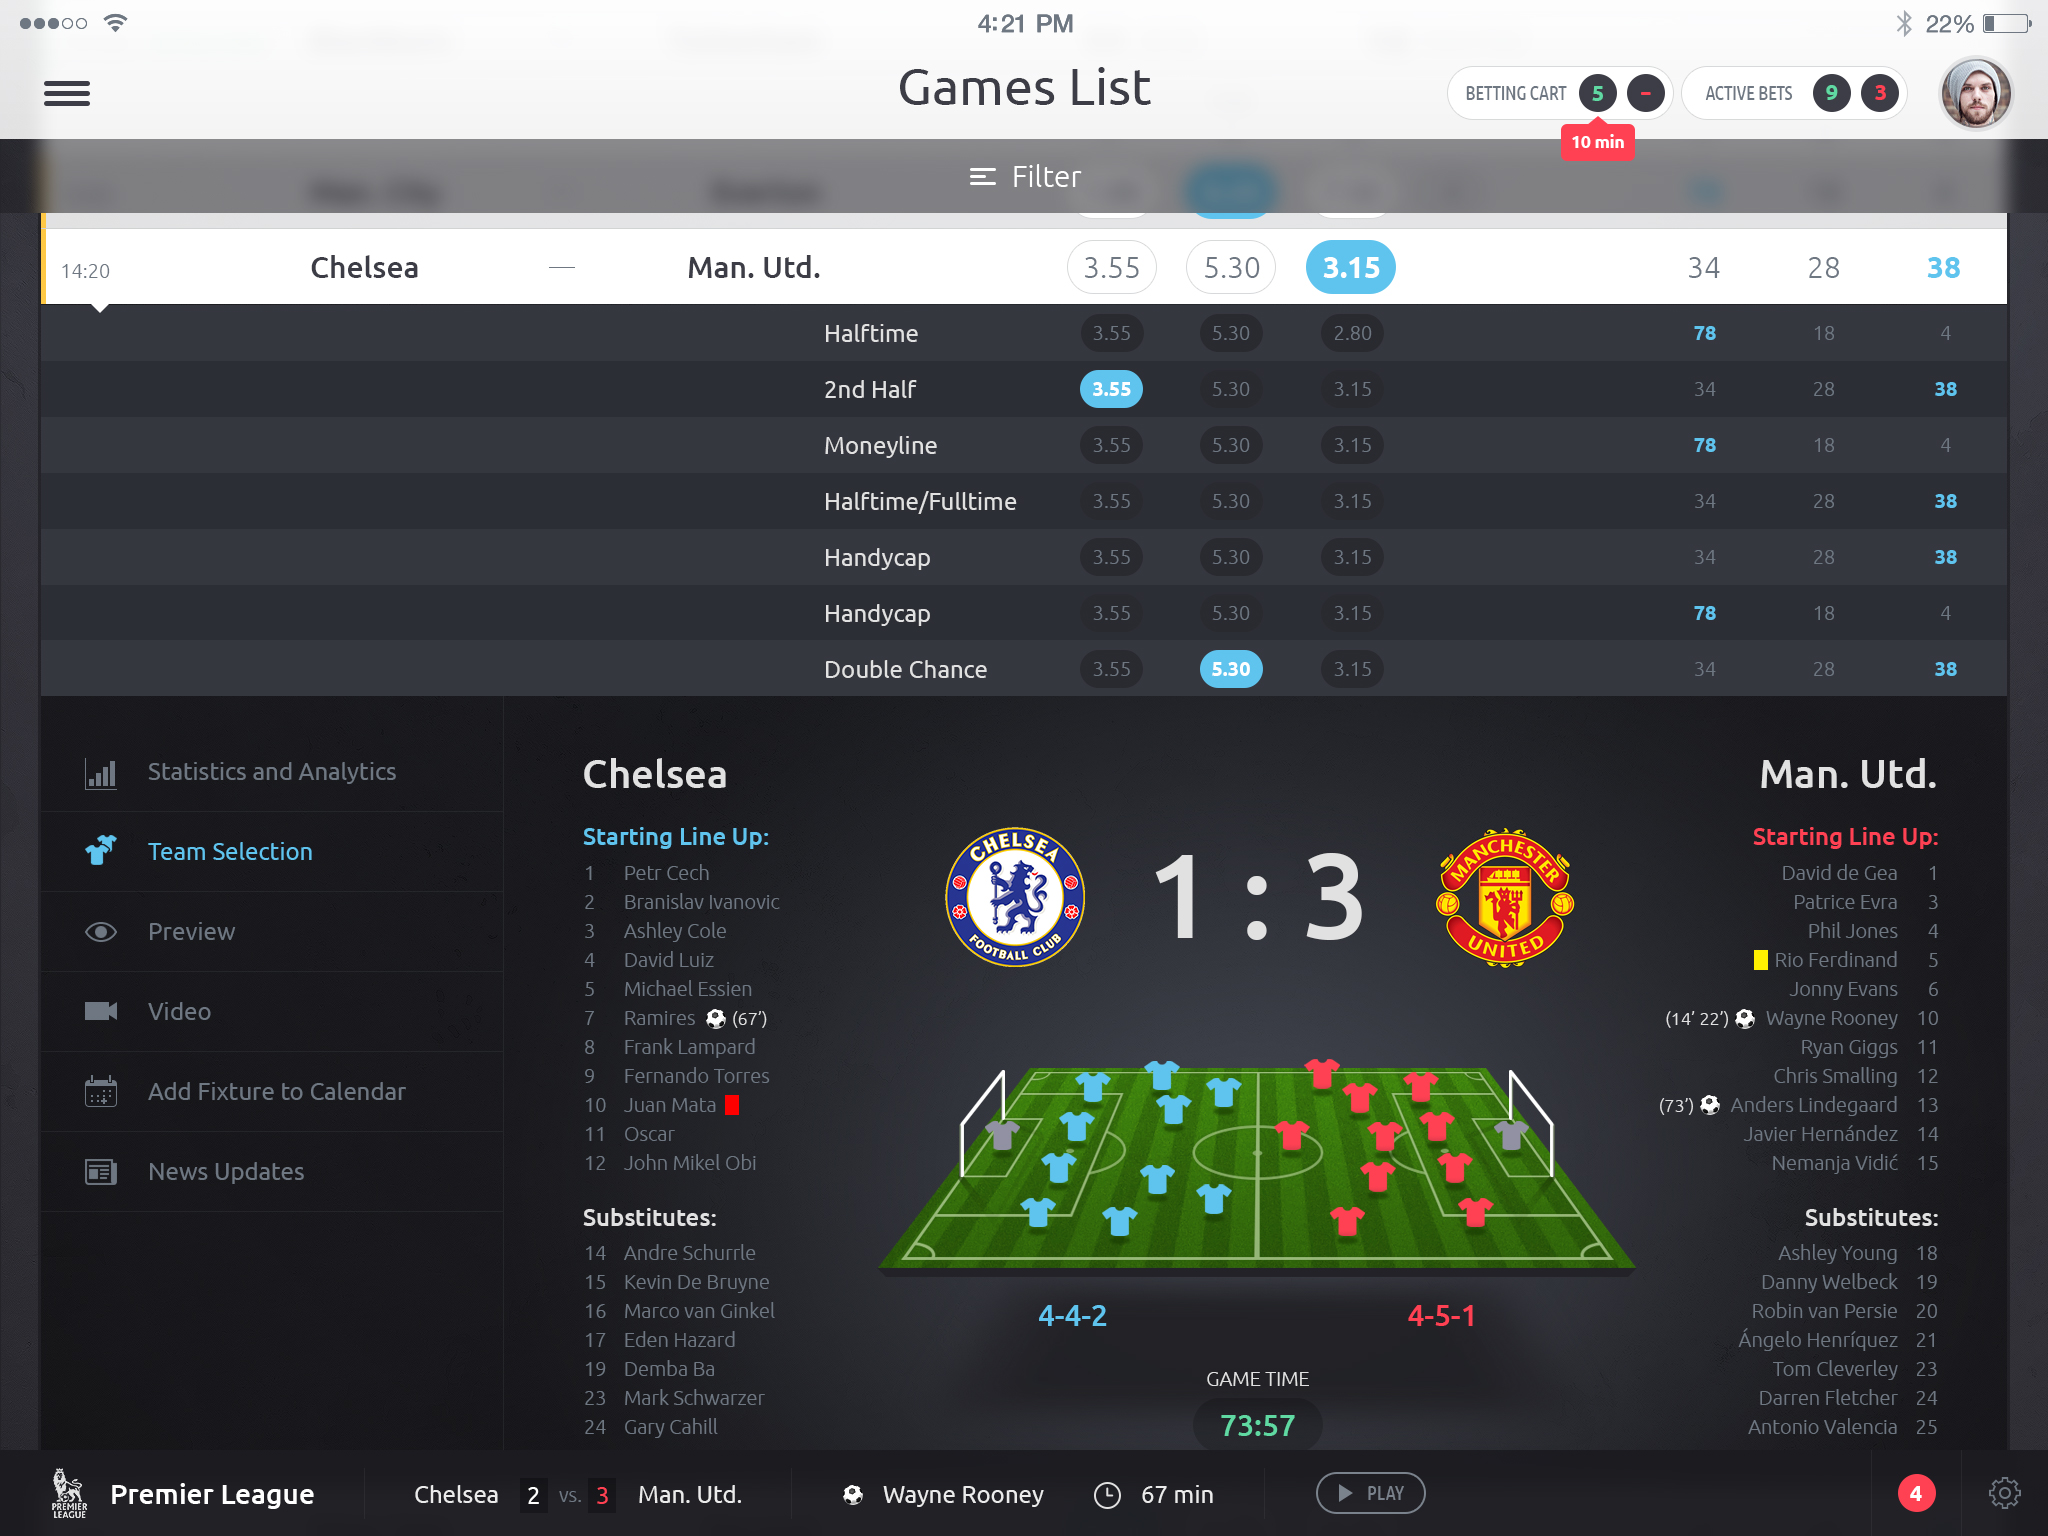 4:21 PM
22%
Games List
BETTING CART 5 –
ACTIVE BETS 9 3
10 min
Filter
14:20 Chelsea — Man. Utd. 3.55 5.30 3.15 34 28 38
Halftime 3.55 5.30 2.80 78 18 4
2nd Half 3.55 5.30 3.15 34 28 38
Moneyline 3.55 5.30 3.15 78 18 4
Halftime/Fulltime 3.55 5.30 3.15 34 28 38
Handycap 3.55 5.30 3.15 34 28 38
Handycap 3.55 5.30 3.15 78 18 4
Double Chance 3.55 5.30 3.15 34 28 38
Statistics and Analytics
Team Selection
Preview
Video
Add Fixture to Calendar
News Updates
Chelsea
Starting Line Up:
1 Petr Cech
2 Branislav Ivanovic
3 Ashley Cole
4 David Luiz
5 Michael Essien
7 Ramires (67’)
8 Frank Lampard
9 Fernando Torres
10 Juan Mata
11 Oscar
12 John Mikel Obi
Substitutes:
14 Andre Schurrle
15 Kevin De Bruyne
16 Marco van Ginkel
17 Eden Hazard
19 Demba Ba
23 Mark Schwarzer
24 Gary Cahill
CHELSEA
FOOTBALL CLUB
1 : 3
MANCHESTER
UNITED
4-4-2
4-5-1
GAME TIME
73:57
Man. Utd.
Starting Line Up:
David de Gea 1
Patrice Evra 3
Phil Jones 4
Rio Ferdinand 5
Jonny Evans 6
(14’ 22’) Wayne Rooney 10
Ryan Giggs 11
Chris Smalling 12
(73’) Anders Lindegaard 13
Javier Hernández 14
Nemanja Vidić 15
Substitutes:
Ashley Young 18
Danny Welbeck 19
Robin van Persie 20
Ángelo Henríquez 21
Tom Cleverley 23
Darren Fletcher 24
Antonio Valencia 25
PREMIER
LEAGUE
Premier League
Chelsea 2 vs. 3 Man. Utd.
Wayne Rooney
67 min
PLAY
4